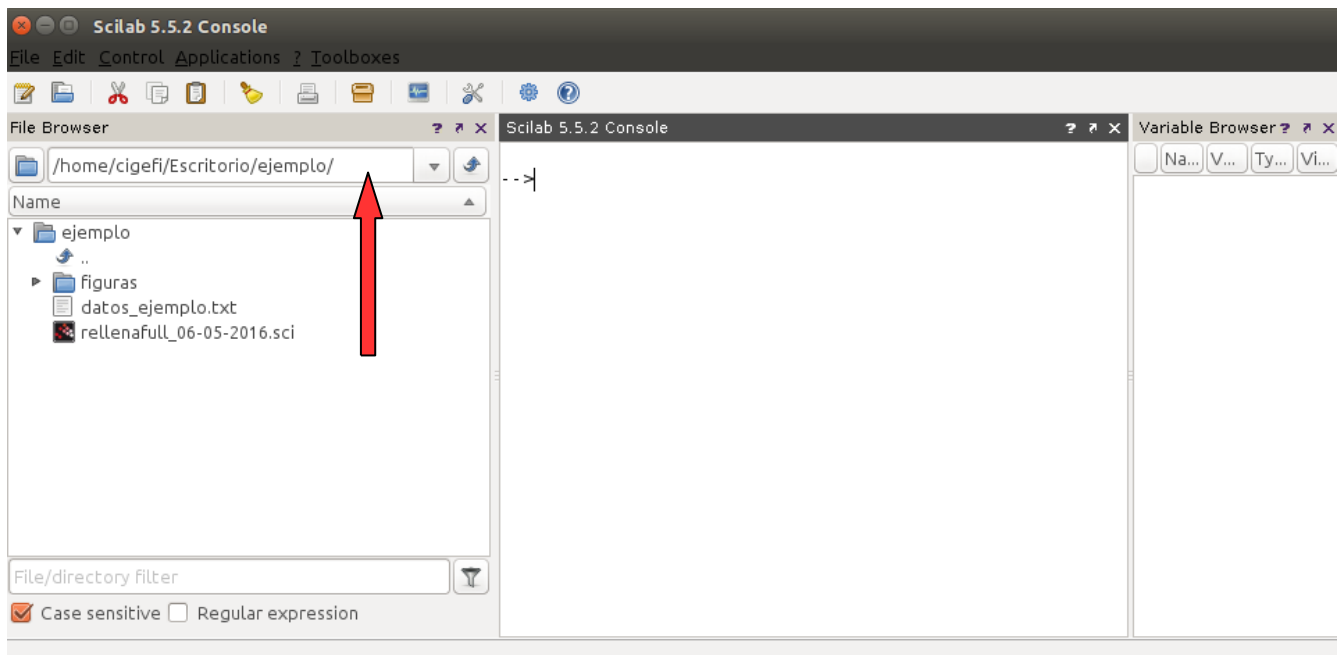 Scilab 5.5.2 Console
File Edit Control Applications ? Toolboxes
File Browser
Scilab 5.5.2 Console
Variable Browser
/home/cigefi/Escritorio/ejemplo/
-->
Na... V... Ty... Vi...
Name
ejemplo
..
figuras
datos_ejemplo.txt
rellenafull_06-05-2016.sci
File/directory filter
Case sensitive Regular expression